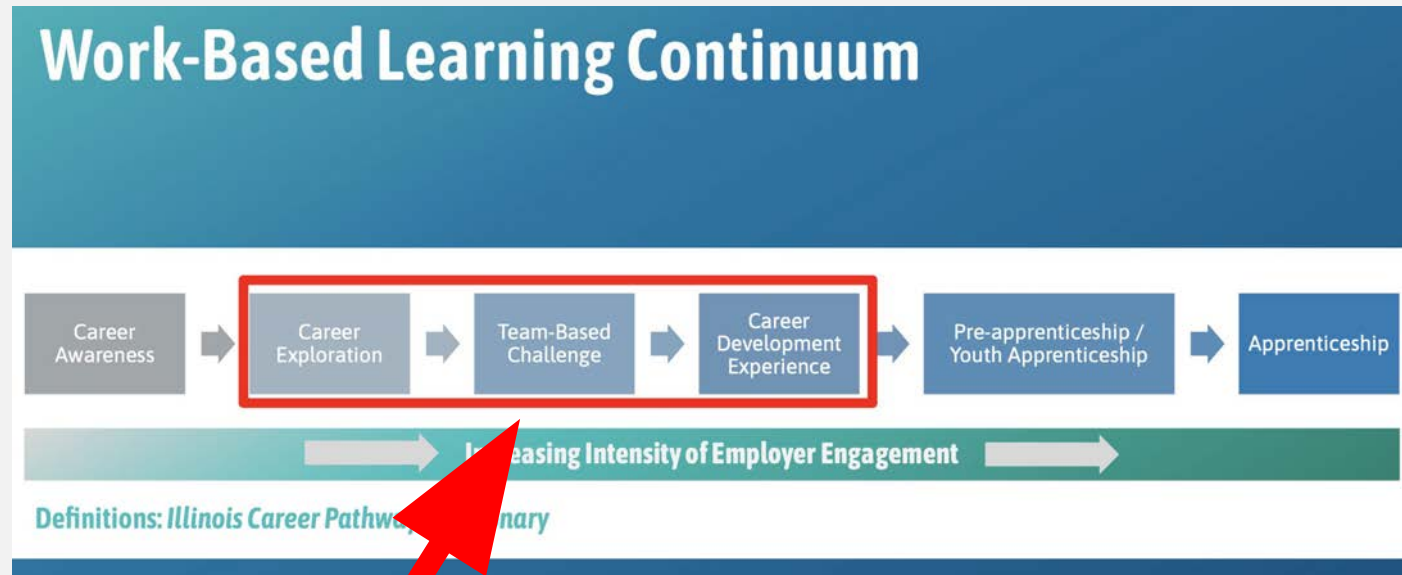 Work-Based Learning Continuum
Career
Awareness
Career
Exploration
Team-Based
Challenge
Career
Development
Experience
Pre-apprenticeship /
Youth Apprenticeship
Apprenticeship
Intensity of Employer Engagement
Definitions: Illinois Career